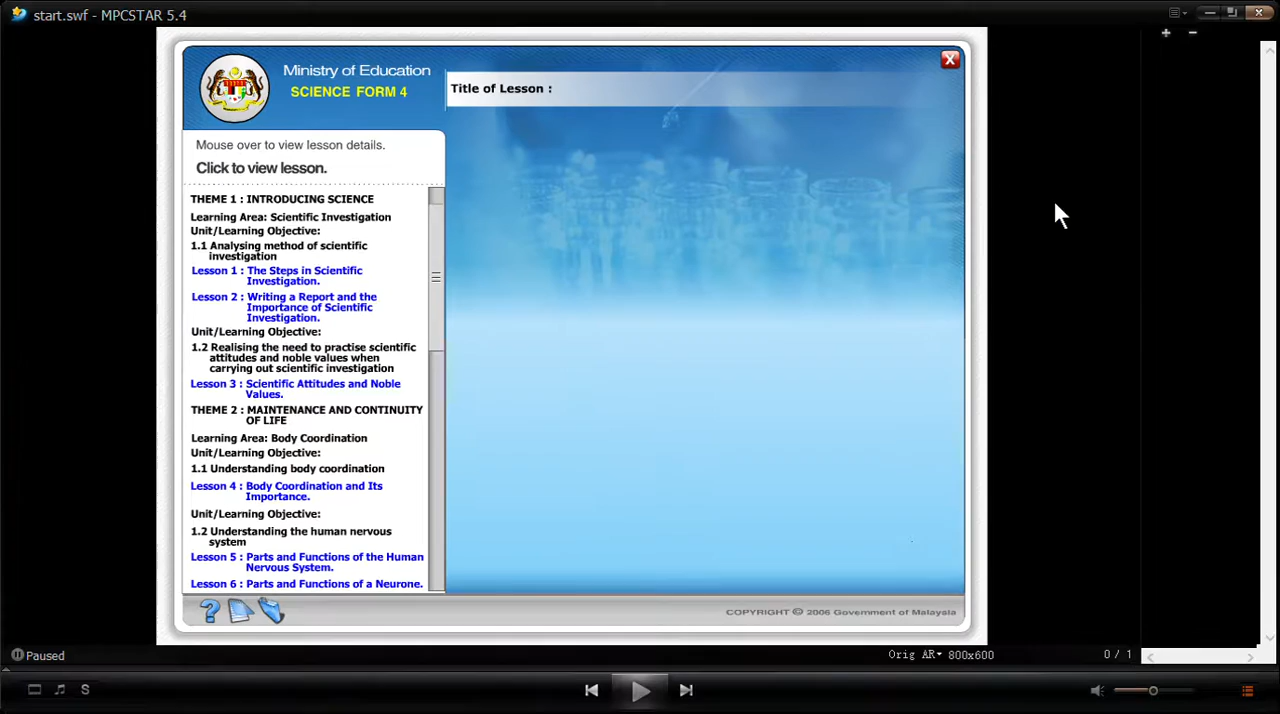 start.swf - MPCSTAR 5.4
Ministry of Education
SCIENCE FORM 4
Title of Lesson :
Mouse over to view lesson details.
Click to view lesson.
THEME 1 : INTRODUCING SCIENCE
Learning Area: Scientific Investigation
Unit/Learning Objective:
1.1 Analysing method of scientific
investigation
Lesson 1 : The Steps in Scientific
Investigation.
Lesson 2 : Writing a Report and the
Importance of Scientific
Investigation.
Unit/Learning Objective:
1.2 Realising the need to practise scientific
attitudes and noble values when
carrying out scientific investigation
Lesson 3 : Scientific Attitudes and Noble
Values.
THEME 2 : MAINTENANCE AND CONTINUITY
OF LIFE
Learning Area: Body Coordination
Unit/Learning Objective:
1.1 Understanding body coordination
Lesson 4 : Body Coordination and Its
Importance.
Unit/Learning Objective:
1.2 Understanding the human nervous
system
Lesson 5 : Parts and Functions of the Human
Nervous System.
Lesson 6 : Parts and Functions of a Neurone.
COPYRIGHT © 2006 Government of Malaysia
Paused
Orig AR 800x600
0 / 1
S